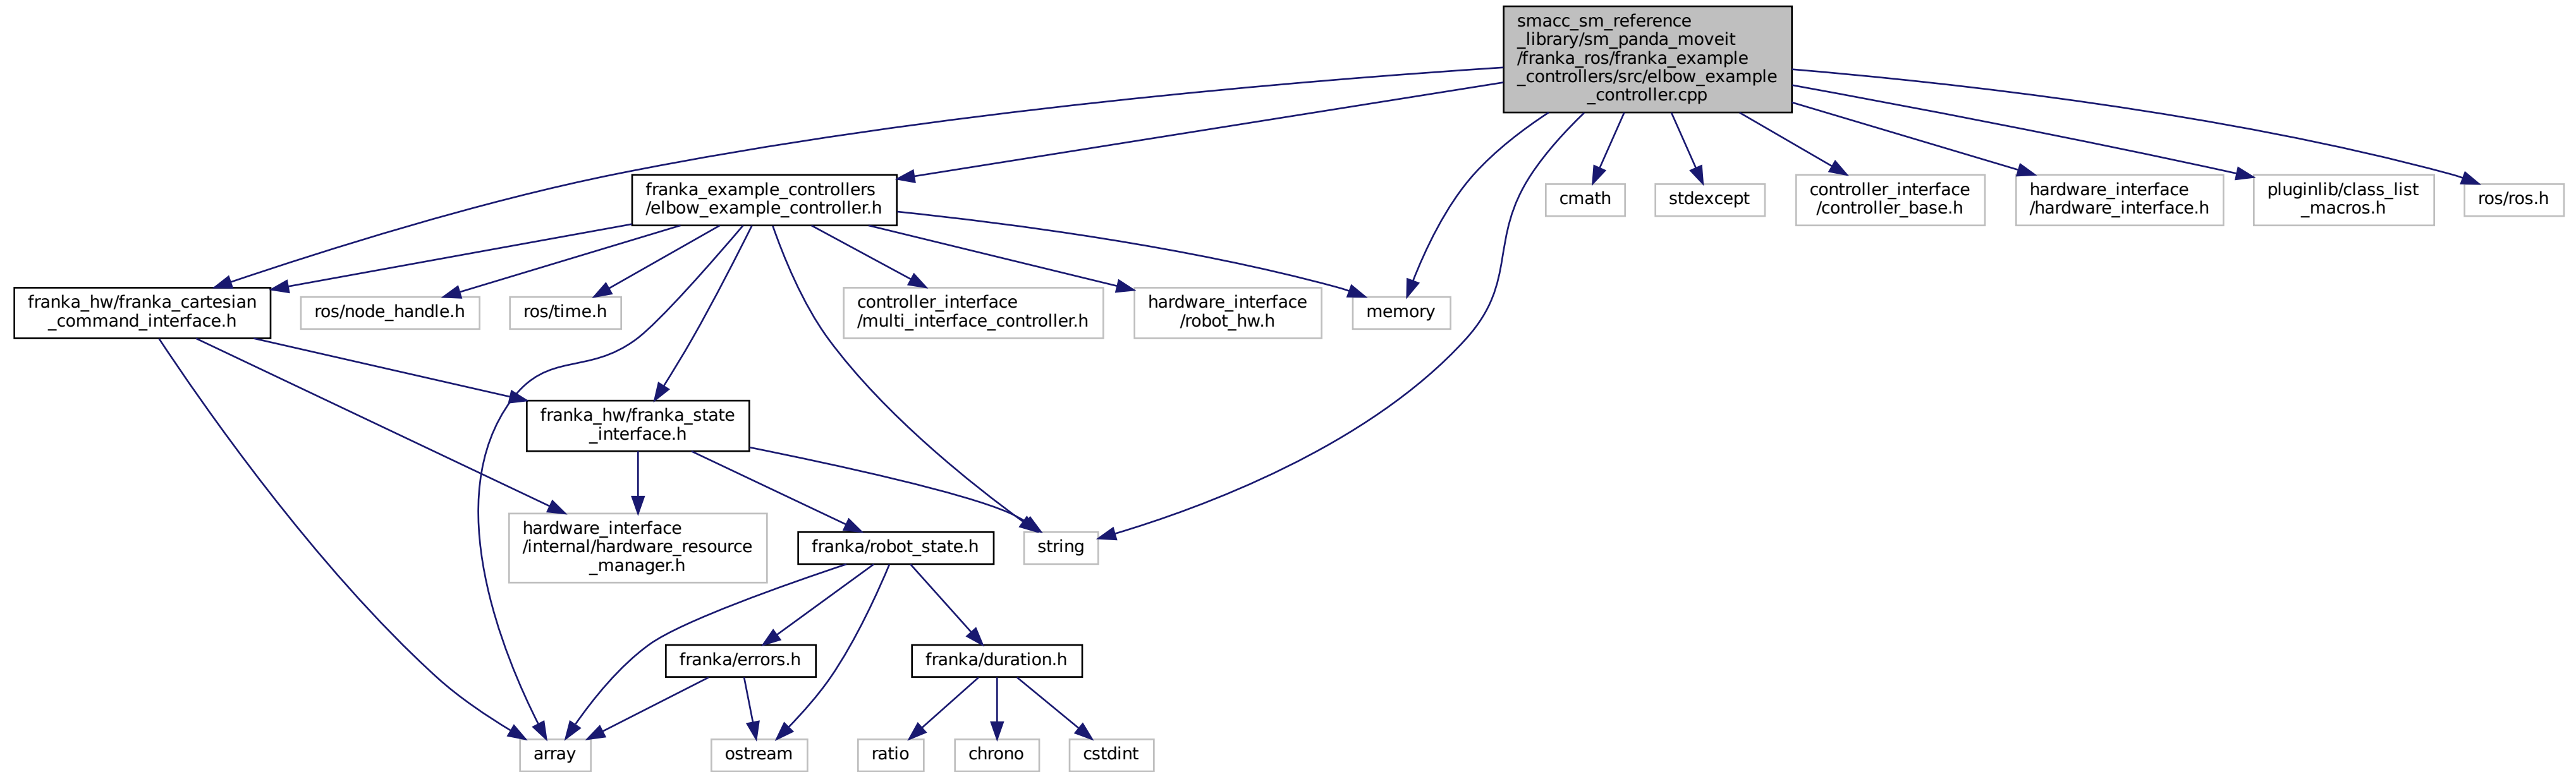 smacc_sm_reference
_library/sm_panda_moveit
/franka_ros/franka_example
_controllers/src/elbow_example
_controller.cpp
franka_example_controllers
/elbow_example_controller.h
cmath
stdexcept
controller_interface
/controller_base.h
hardware_interface
/hardware_interface.h
pluginlib/class_list
_macros.h
ros/ros.h
franka_hw/franka_cartesian
_command_interface.h
ros/node_handle.h
ros/time.h
controller_interface
/multi_interface_controller.h
hardware_interface
/robot_hw.h
memory
franka_hw/franka_state
_interface.h
hardware_interface
/internal/hardware_resource
_manager.h
franka/robot_state.h
string
franka/errors.h
franka/duration.h
array
ostream
ratio
chrono
cstdint